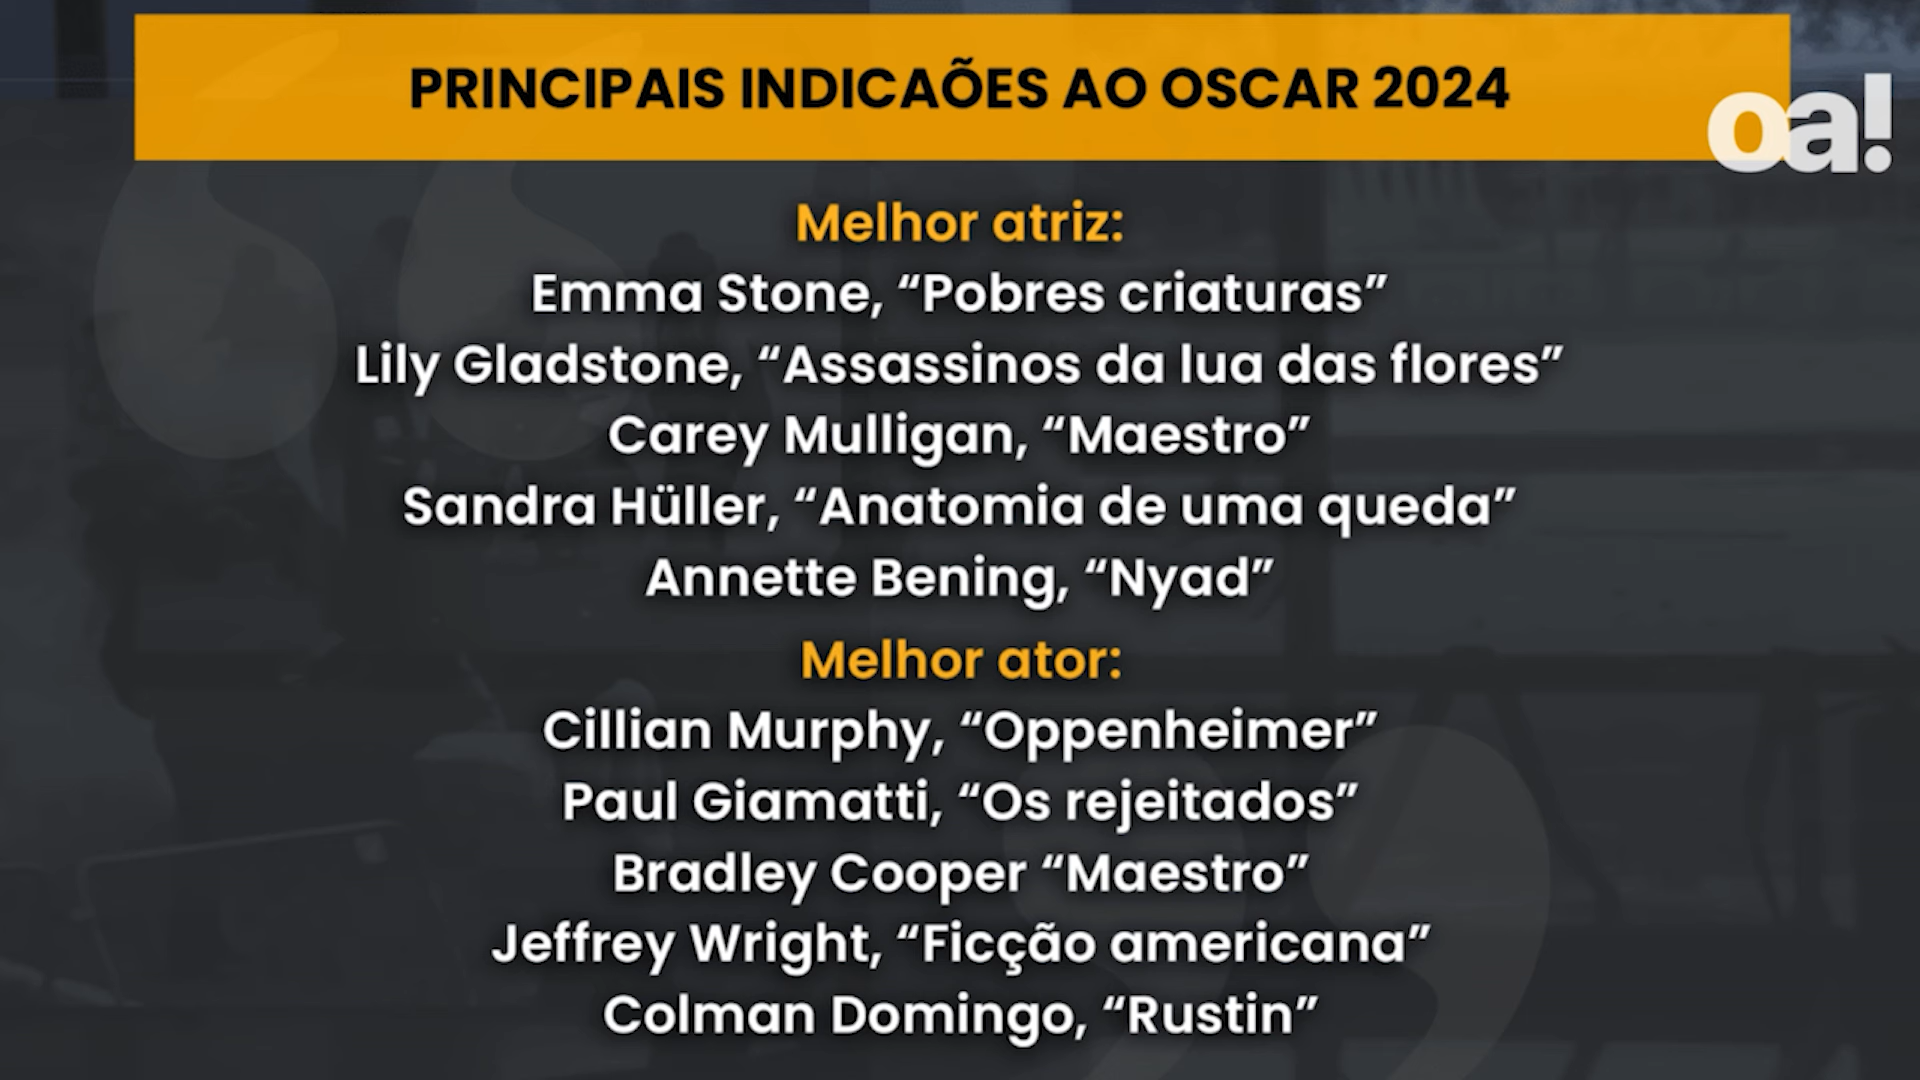 PRINCIPAIS INDICAÕES AO OSCAR 2024
oa!
Melhor atriz:
Emma Stone, “Pobres criaturas”
Lily Gladstone, “Assassinos da lua das flores”
Carey Mulligan, “Maestro”
Sandra Hüller, “Anatomia de uma queda”
Annette Bening, “Nyad”
Melhor ator:
Cillian Murphy, “Oppenheimer”
Paul Giamatti, “Os rejeitados”
Bradley Cooper “Maestro”
Jeffrey Wright, “Ficção americana”
Colman Domingo, “Rustin”